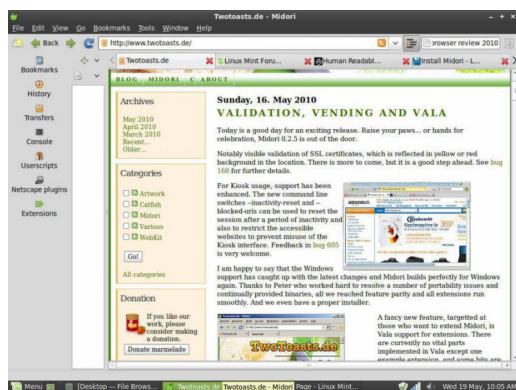 Twotoasts.de - Midori
File Edit View Go Bookmarks Tools Window Help
Back
http://www.twotoasts.de/
rowser review 2010
Bookmarks
History
Transfers
Console
Userscripts
Netscape plugins
Extensions
Twotoasts.de
Linux Mint Foru...
Human Readabl...
Install Midori - L...
BLOG MIDORI C ABOUT
Archives
May 2010
April 2010
March 2010
Recent...
Older...
Categories
Artwork
Catfish
Midori
Various
WebKit
Go!
All categories
Donation
If you like our
work, please
consider making
a donation.
Donate marmelade
Sunday, 16. May 2010
VALIDATION, VENDING AND VALA
Today is a good day for an exciting release. Raise your paws... or hands for
celebration, Midori 0.2.5 is out of the door.
Notably visible validation of SSL certificates, which is reflected in yellow or red
background in the location. There is more to come, but it is a good step ahead. See bug
168 for further details.
For Kiosk usage, support has been
enhanced. The new command line
switches --inactivity-reset and --
blocked-uris can be used to reset the
session after a period of inactivity and
also to restrict the accessible
websites to prevent misuse of the
Kiosk interface. Feedback in bug 605
is very welcome.
I am happy to say that the Windows
support has caught up with the latest changes and Midori builds perfectly for Windows
again. Thanks to Peter who worked hard to resolve a number of portability issues and
continually provided binaries, all we reached feature parity and all extensions run
smoothly. And we even have a proper installer.
TwoToasts.de
A fancy new feature, targetted at
those who want to extend Midori, is
Vala support for extensions. There
are currently no vital parts
implemented in Vala except one
example extension, and some bits are
Menu
[Desktop — File Brows...
Twotoasts.de - Midori
Page - Linux Mint...
Wed 19 May, 10:05 AM